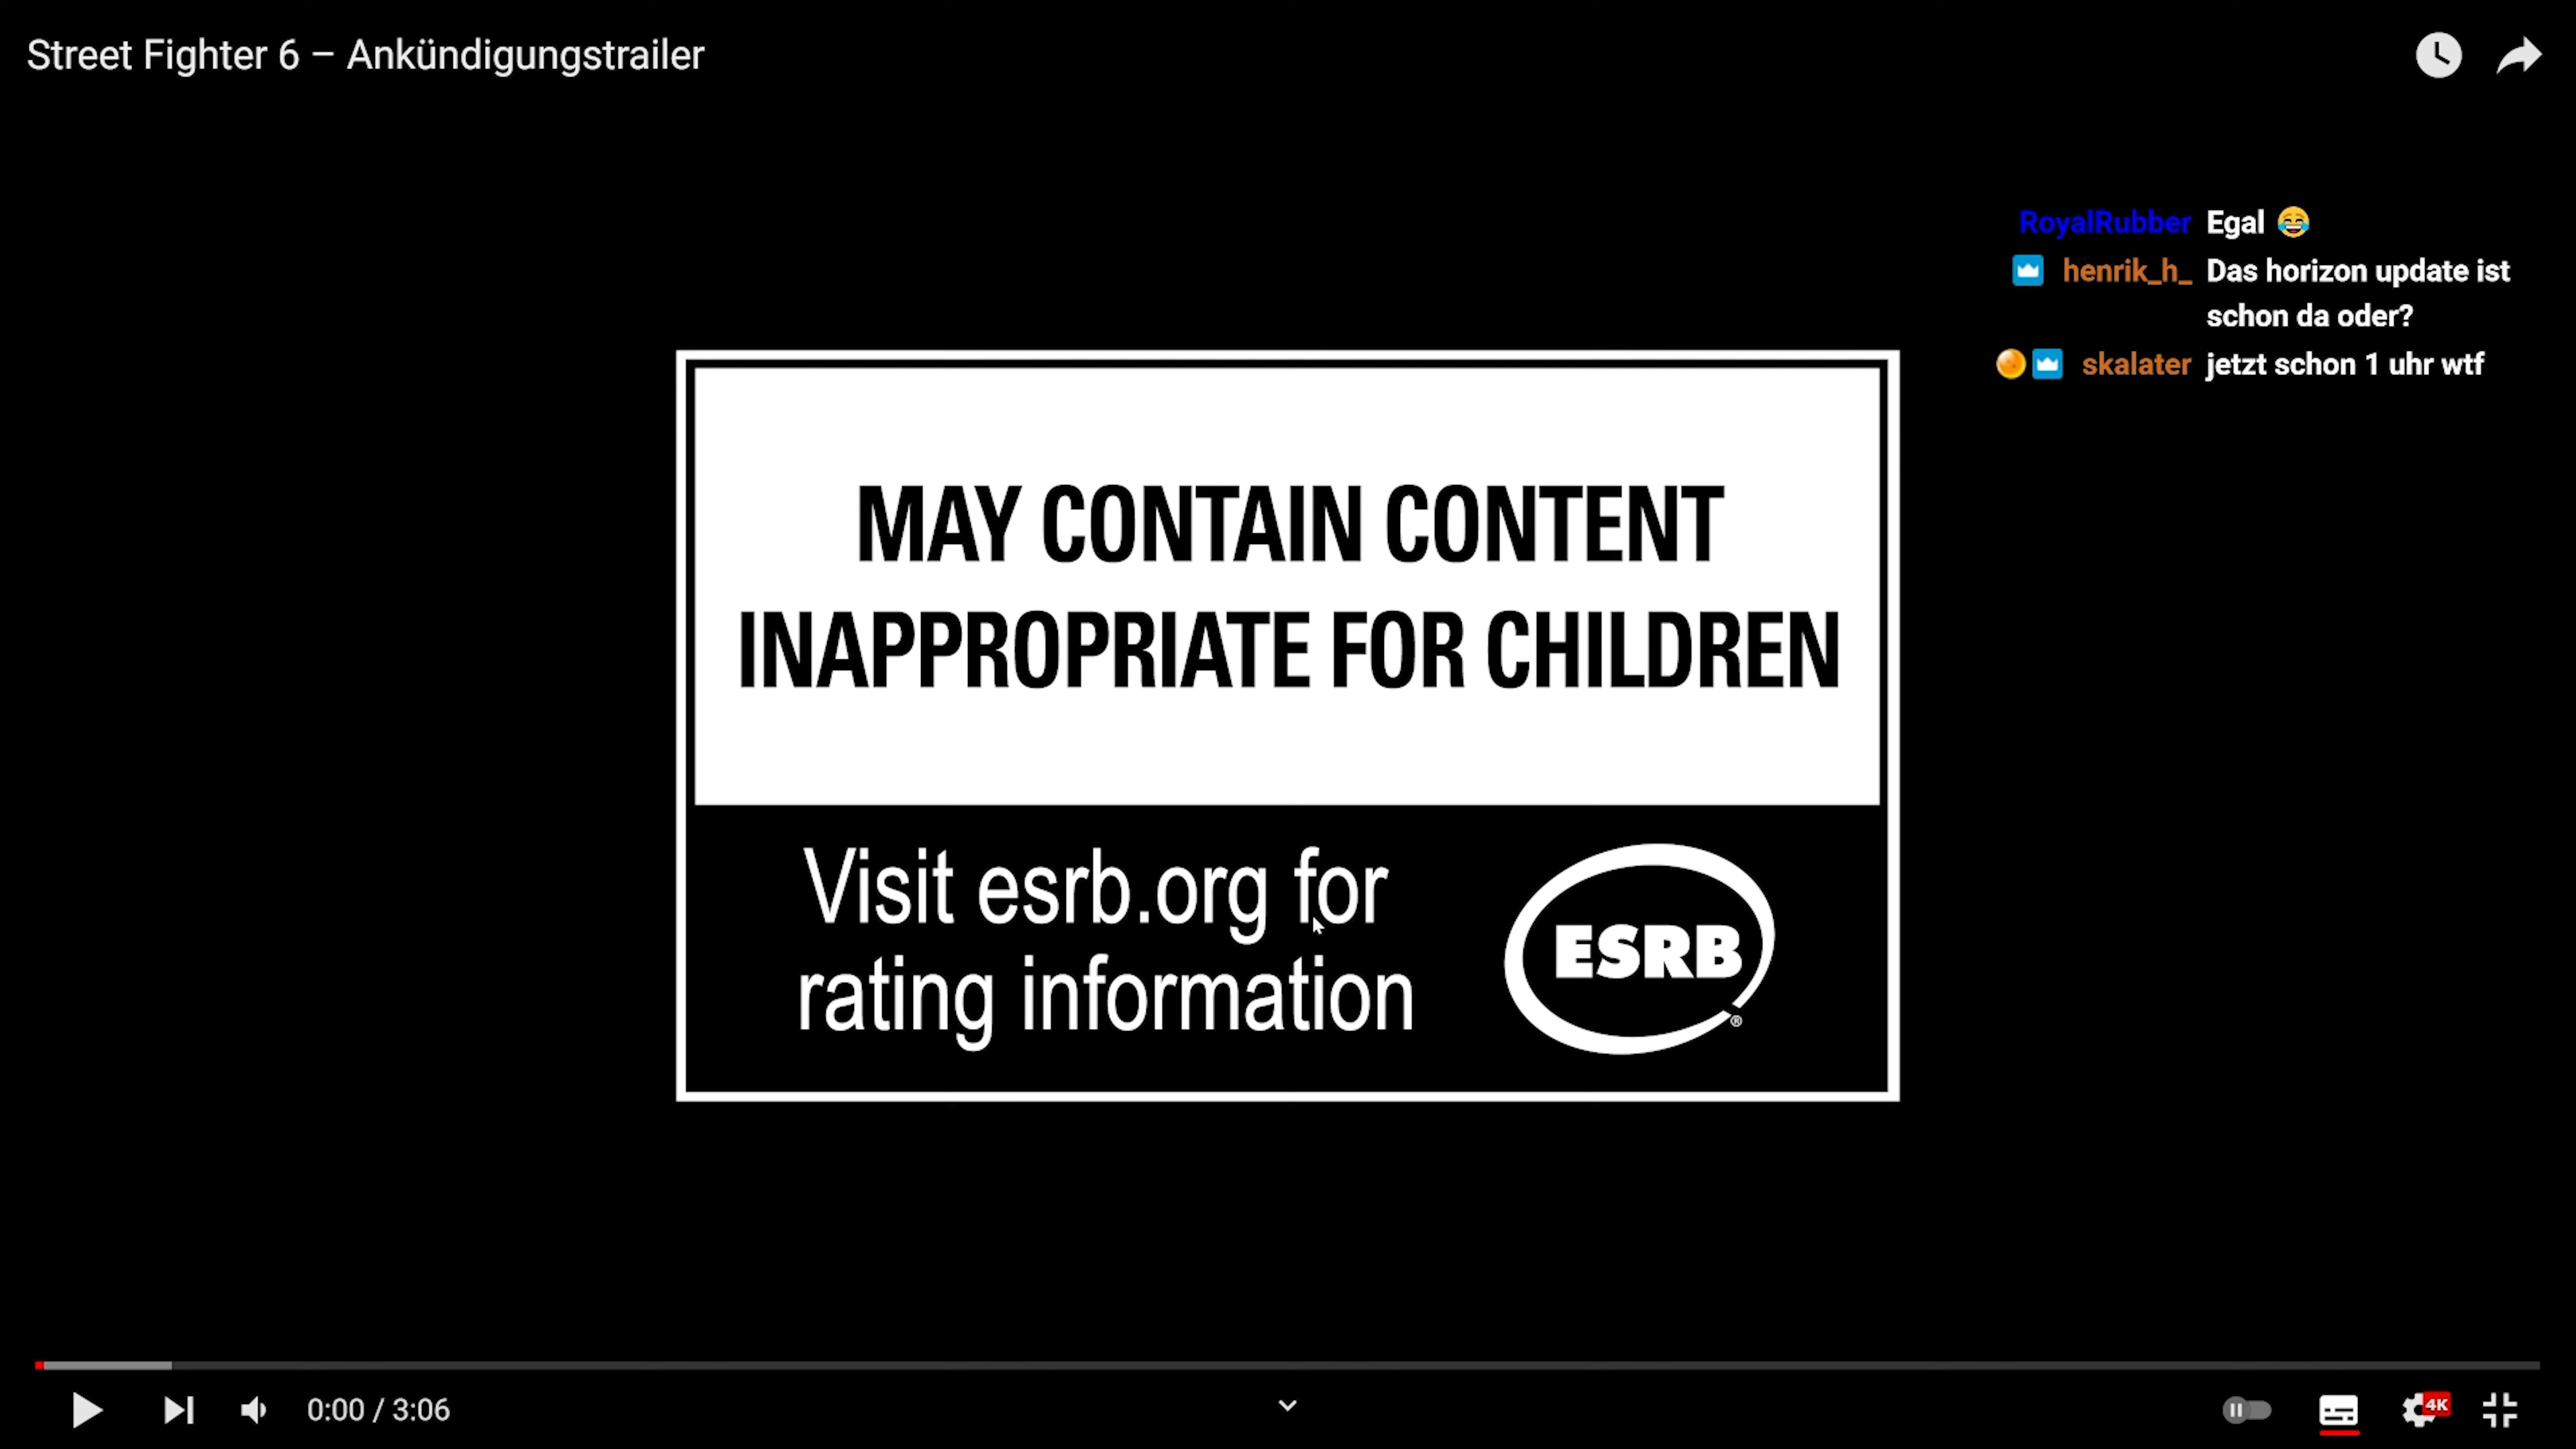 Street Fighter 6 – Ankündigungstrailer
RoyalRubber Egal 😂
henrik_h_ Das horizon update ist
schon da oder?
skalater jetzt schon 1 uhr wtf
MAY CONTAIN CONTENT
INAPPROPRIATE FOR CHILDREN
Visit esrb.org for
rating information
ESRB
®
0:00 / 3:06
4K